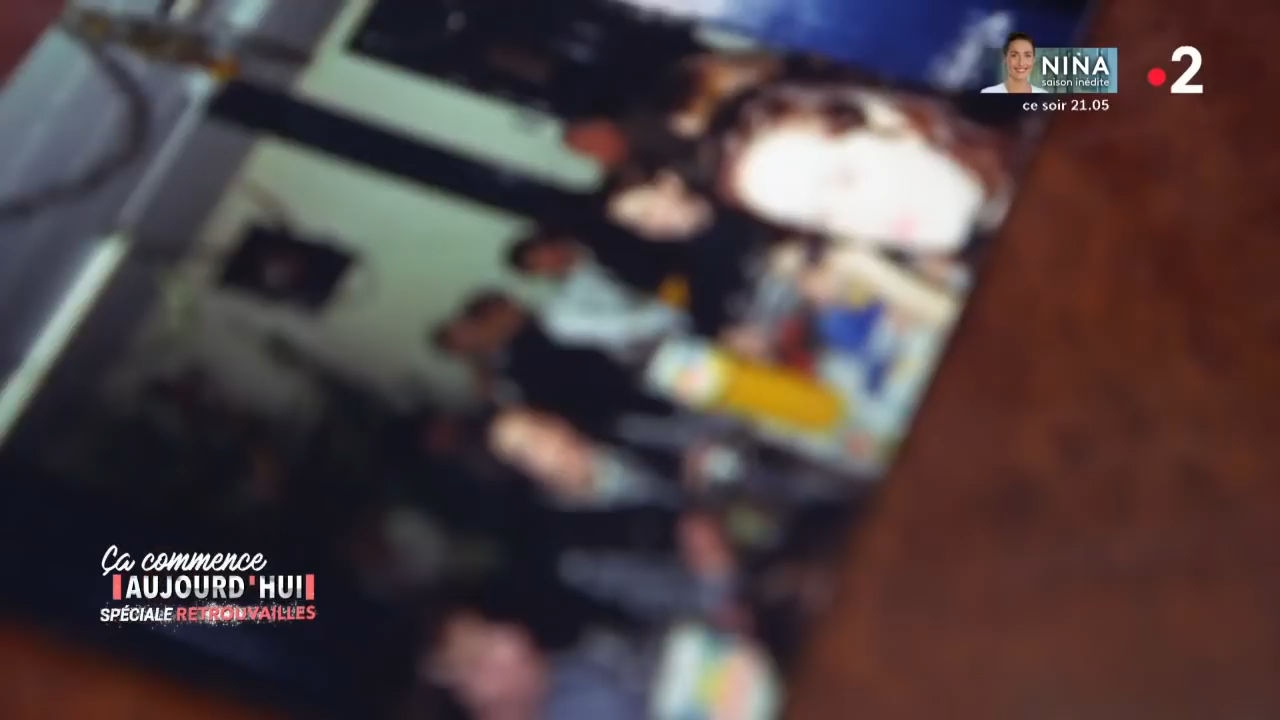 NINA
saison inédite
2
ce soir 21.05
Ça commence
AUJOURD'HUI
SPÉCIALE RETROUVAILLES